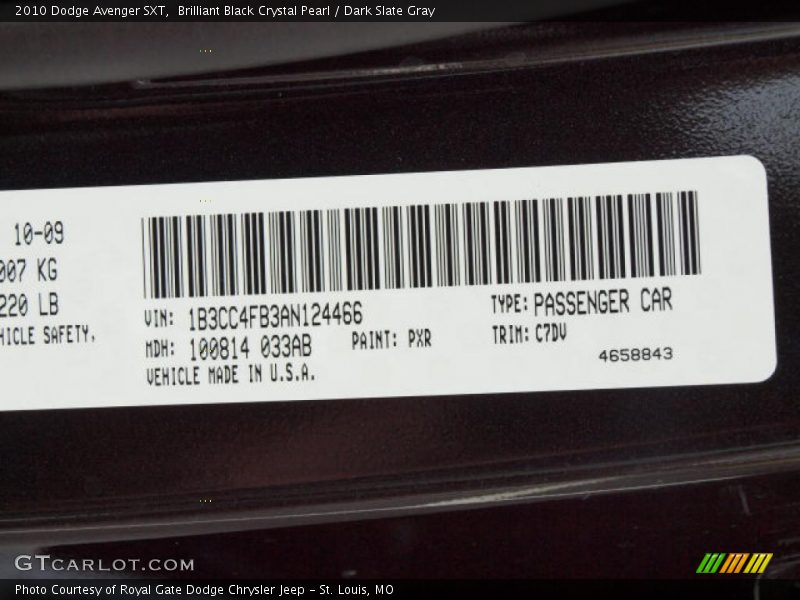 2010 Dodge Avenger SXT,  Brilliant Black Crystal Pearl / Dark Slate Gray
10-09
007 KG
220 LB
HICLE SAFETY.
VIN: 1B3CC4FB3AN124466
TYPE: PASSENGER CAR
MDH: 100814 033AB
PAINT: PXR
TRIM: C7DV
VEHICLE MADE IN U.S.A.
4658843
GTCARLOT.COM
Photo Courtesy of Royal Gate Dodge Chrysler Jeep - St. Louis, MO